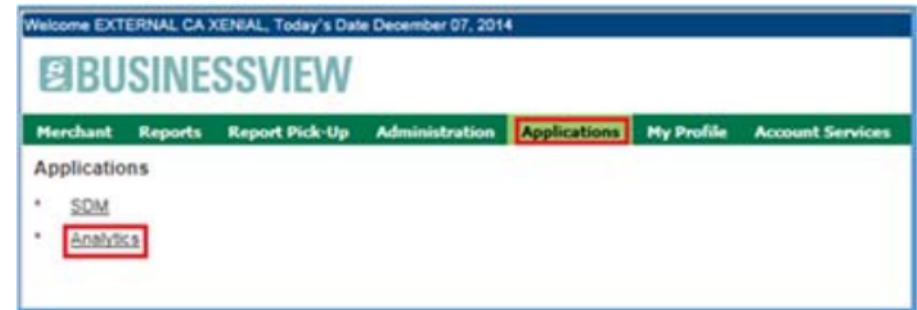 Welcome EXTERNAL CA XENIAL, Today's Date December 07, 2014
BUSINESSVIEW
Merchant Reports Report Pick-Up Administration Applications My Profile Account Services
Applications
* SDM
* Analytics